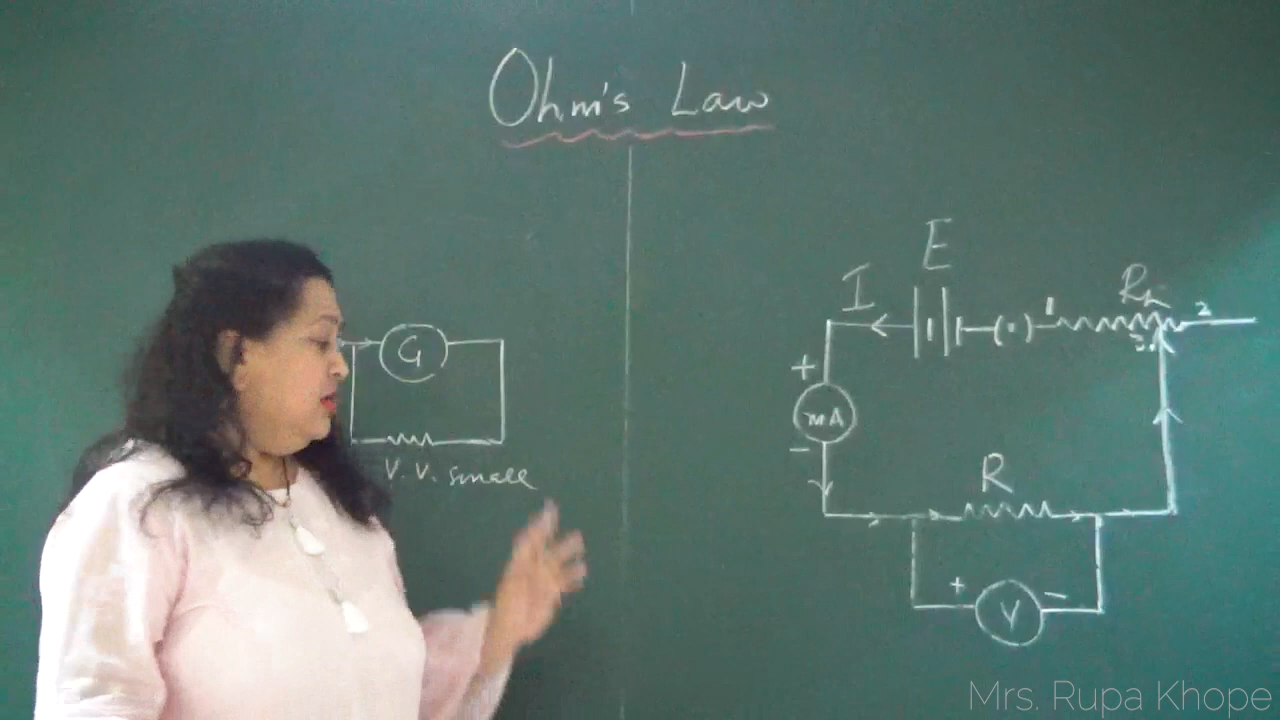 Ohm's Law
G
V. V. small
E
I
Rh
1
2
3
+
mA
-
R
+ V -
Mrs. Rupa Khope